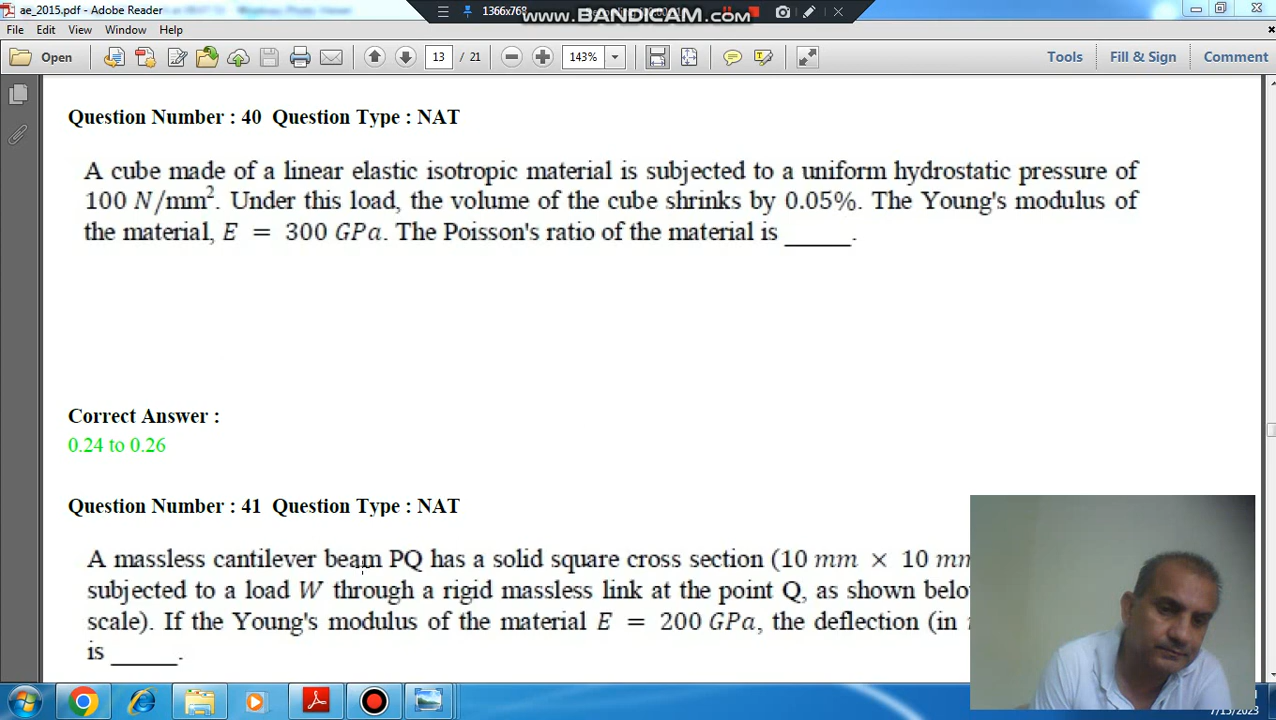 ae_2015.pdf - Adobe Reader
1366x768
www.BANDICAM.com
File Edit View Window Help
Open
13 / 21
143%
Tools Fill & Sign Comment
Question Number : 40 Question Type : NAT
A cube made of a linear elastic isotropic material is subjected to a uniform hydrostatic pressure of
100 N/mm². Under this load, the volume of the cube shrinks by 0.05%. The Young's modulus of
the material, E = 300 GPa. The Poisson's ratio of the material is _____.
Correct Answer :
0.24 to 0.26
Question Number : 41 Question Type : NAT
A massless cantilever beam PQ has a solid square cross section (10 mm × 10 mm
subjected to a load W through a rigid massless link at the point Q, as shown belo
scale). If the Young's modulus of the material E = 200 GPa, the deflection (in
is _____.
7/15/2023